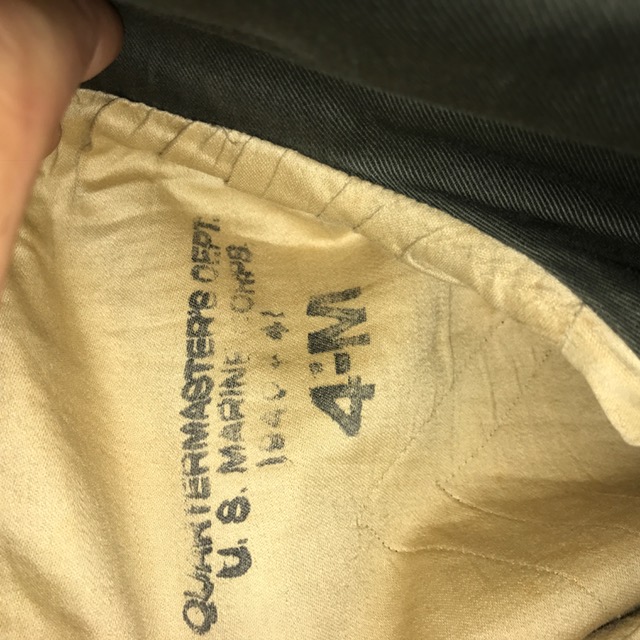 QUARTERMASTER'S DEPT.
U. S. MARINE CORPS
4-M